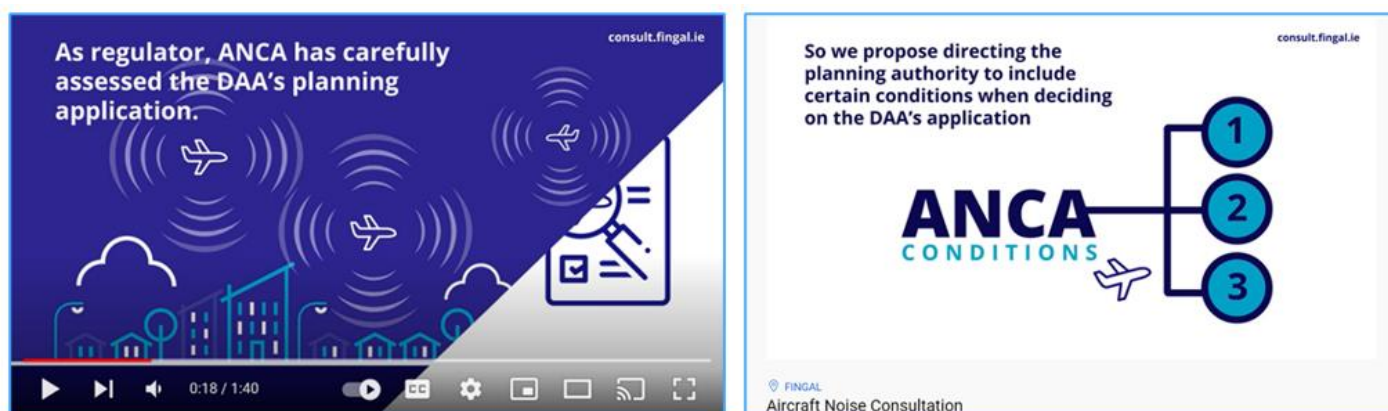 As regulator, ANCA has carefully
assessed the DAA's planning
application.
consult.fingal.ie
0:18 / 1:40
CC
So we propose directing the
planning authority to include
certain conditions when deciding
on the DAA's application
consult.fingal.ie
ANCA
CONDITIONS
1
2
3
FINGAL
Aircraft Noise Consultation